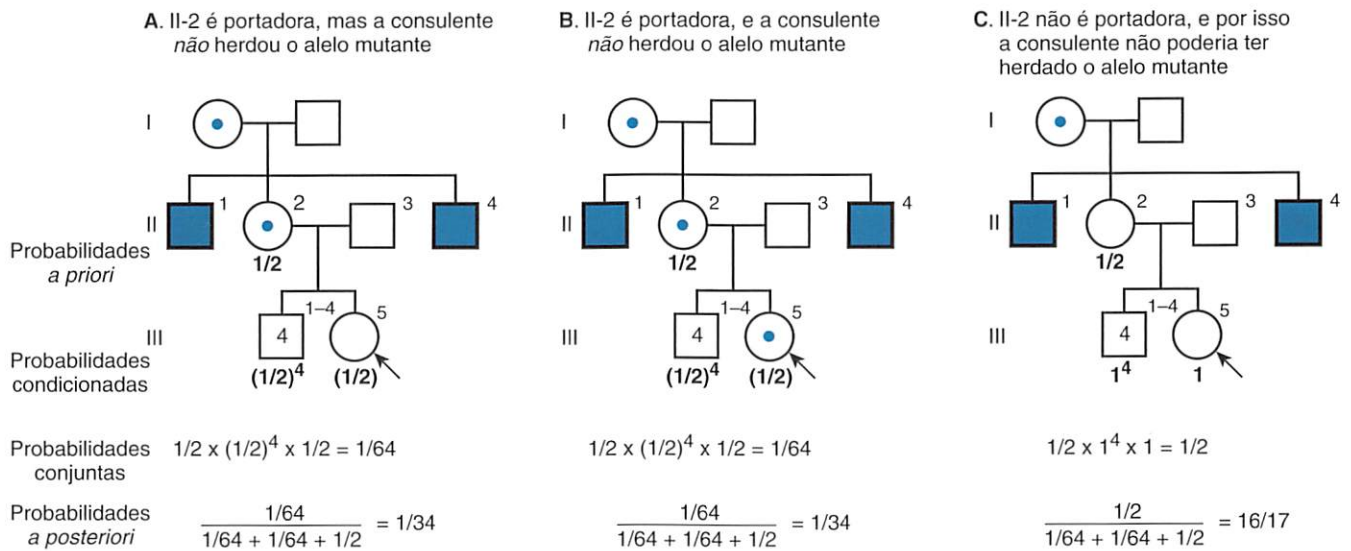 A. II-2 é portadora, mas a consulente
não herdou o alelo mutante
B. II-2 é portadora, e a consulente
não herdou o alelo mutante
C. II-2 não é portadora, e por isso
a consulente não poderia ter
herdado o alelo mutante
I
I
I
II
1
2
3
4
II
1
2
3
4
II
1
2
3
4
Probabilidades
a priori
1/2
1/2
1/2
III
4
1–4
5
III
4
1–4
5
III
4
1–4
5
Probabilidades
condicionadas
(1/2)⁴ (1/2)
(1/2)⁴ (1/2)
1⁴ 1
Probabilidades
conjuntas
1/2 x (1/2)⁴ x 1/2 = 1/64
1/2 x (1/2)⁴ x 1/2 = 1/64
1/2 x 1⁴ x 1 = 1/2
Probabilidades
a posteriori
1/64
1/64 + 1/64 + 1/2
= 1/34
1/64
1/64 + 1/64 + 1/2
= 1/34
1/2
1/64 + 1/64 + 1/2
= 16/17